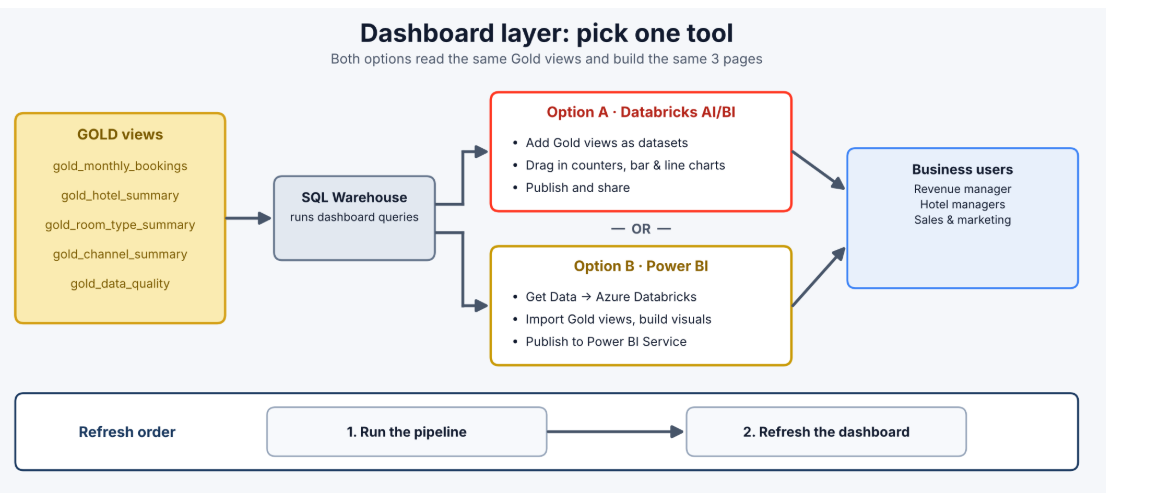 Dashboard layer: pick one tool
Both options read the same Gold views and build the same 3 pages
GOLD views
gold_monthly_bookings
gold_hotel_summary
gold_room_type_summary
gold_channel_summary
gold_data_quality
SQL Warehouse
runs dashboard queries
Option A · Databricks AI/BI
• Add Gold views as datasets
• Drag in counters, bar & line charts
• Publish and share
— OR —
Option B · Power BI
• Get Data → Azure Databricks
• Import Gold views, build visuals
• Publish to Power BI Service
Business users
Revenue manager
Hotel managers
Sales & marketing
Refresh order
1. Run the pipeline
2. Refresh the dashboard